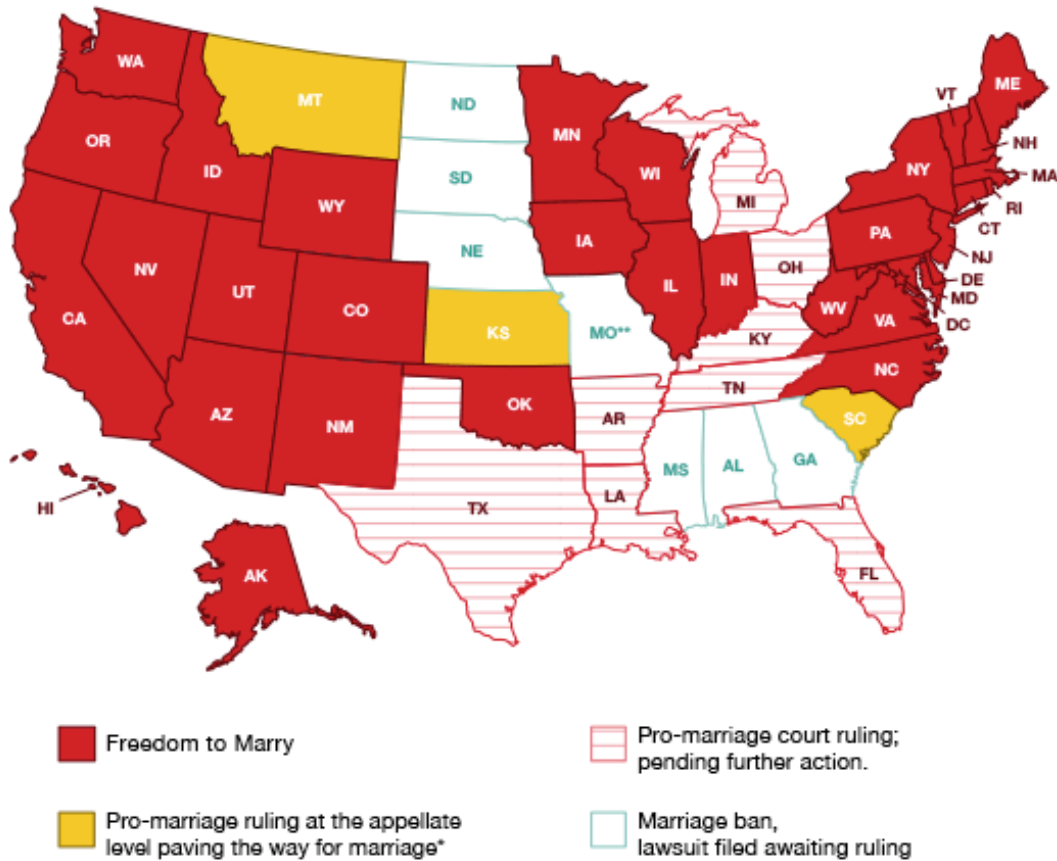 WA
MT
ND
MN
ME
VT
OR
ID
SD
WI
NH
NY
MA
WY
MI
RI
CT
IA
NE
PA
NJ
NV
OH
DE
UT
IL
IN
MD
CO
WV
DC
CA
KS
MO**
VA
KY
NC
TN
AZ
NM
OK
AR
SC
MS
AL
GA
LA
HI
TX
FL
AK
Freedom to Marry
Pro-marriage court ruling;
pending further action.
Pro-marriage ruling at the appellate
level paving the way for marriage*
Marriage ban,
lawsuit filed awaiting ruling